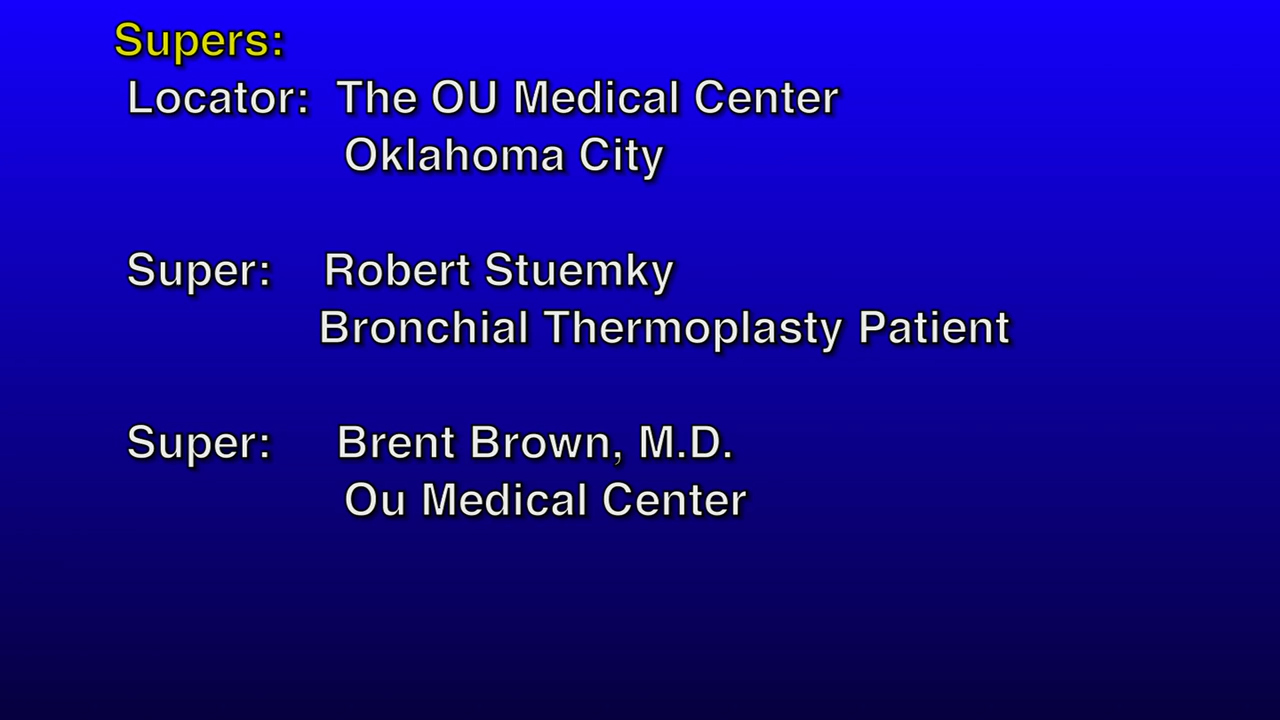 Supers:
Locator: The OU Medical Center
Oklahoma City
Super: Robert Stuemky
Bronchial Thermoplasty Patient
Super: Brent Brown, M.D.
Ou Medical Center